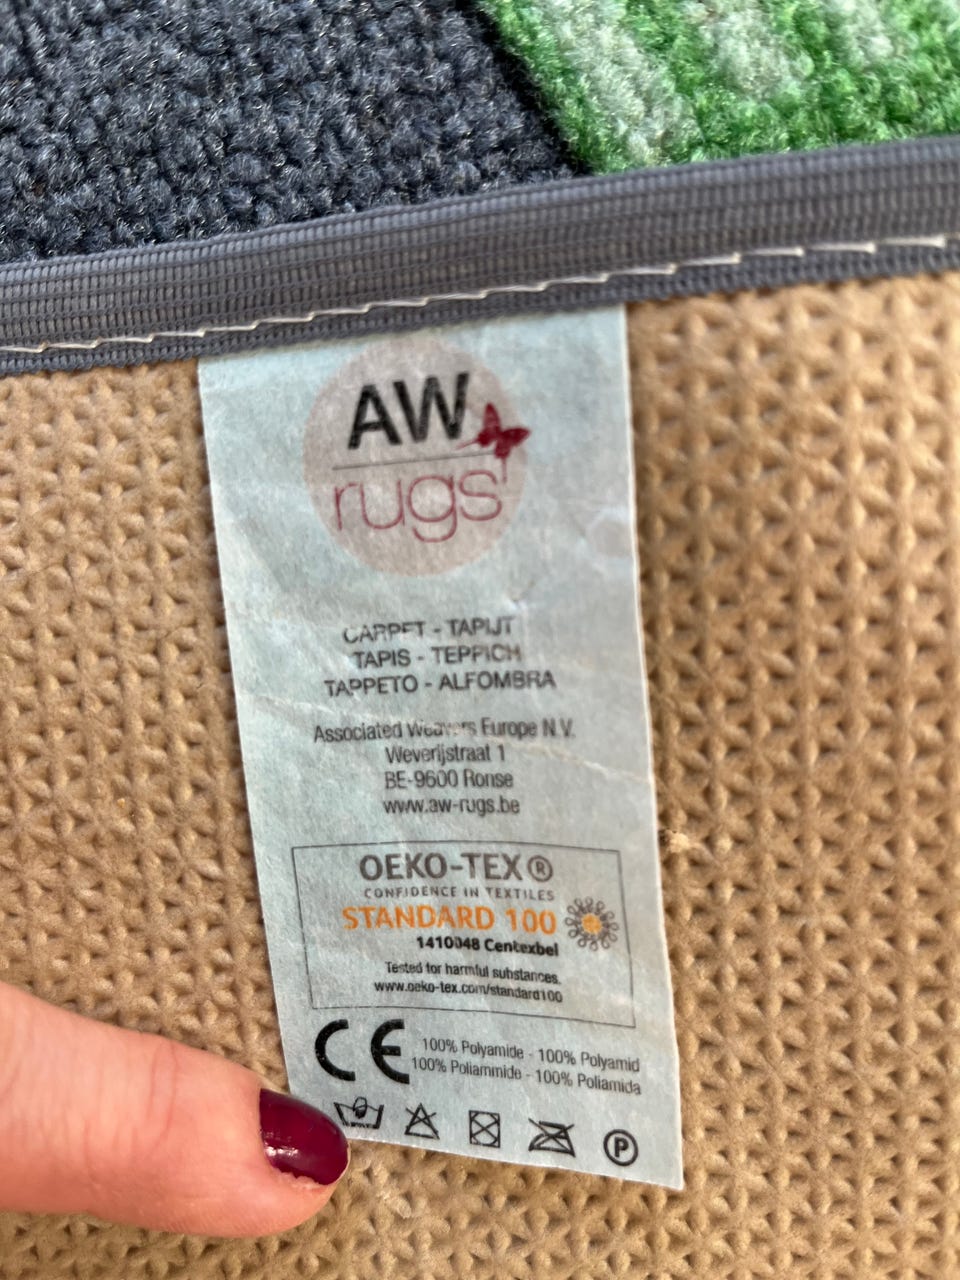 AW
rugs
CARPET - TAPIJT
TAPIS - TEPPICH
TAPPETO - ALFOMBRA
Associated Weavers Europe N.V.
Weverijstraat 1
BE-9600 Ronse
www.aw-rugs.be
OEKO-TEX®
CONFIDENCE IN TEXTILES
STANDARD 100
1410048 Centexbel
Tested for harmful substances.
www.oeko-tex.com/standard100
CE
100% Polyamide - 100% Polyamid
100% Poliammide - 100% Poliamida
P